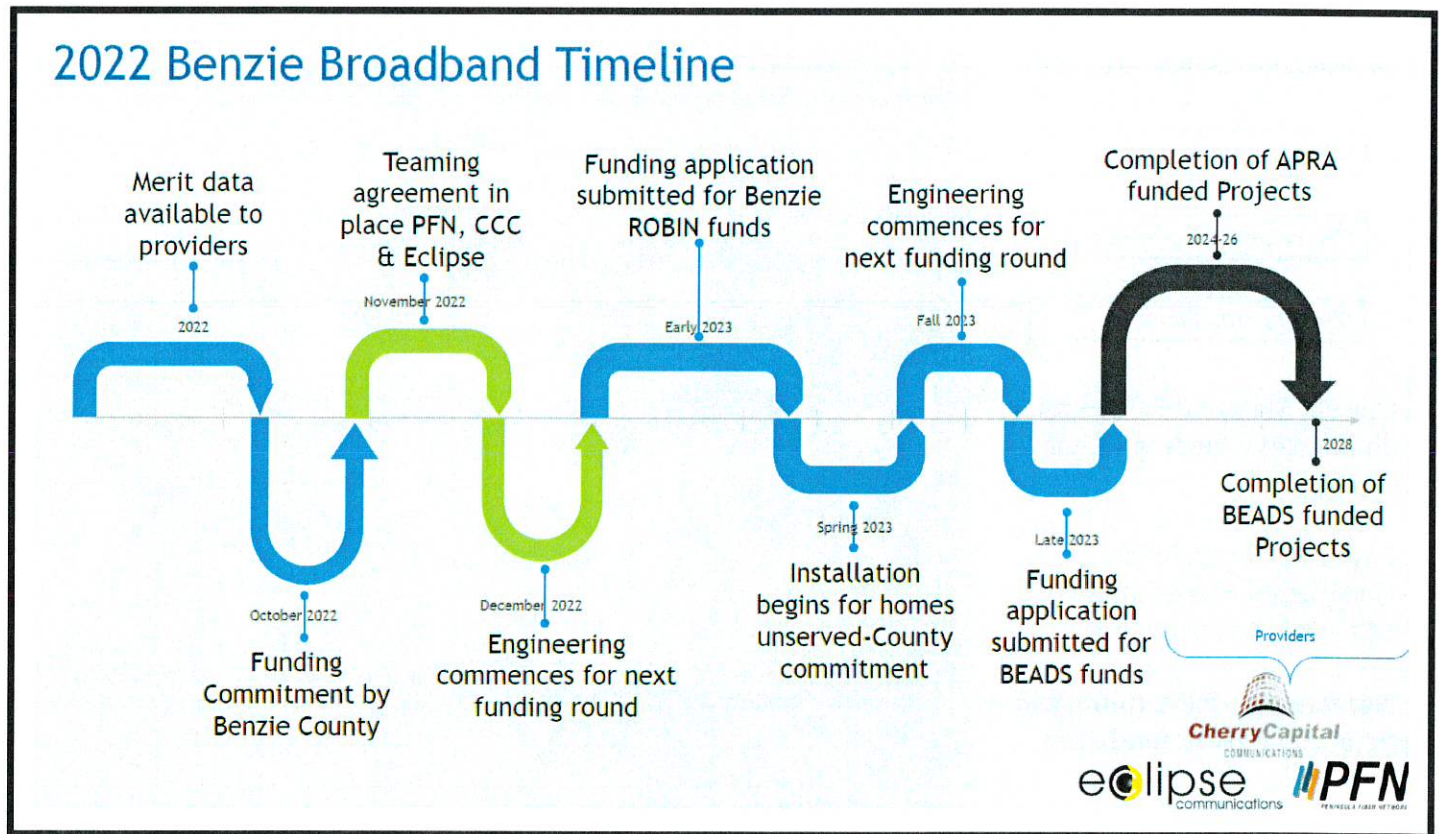 2022 Benzie Broadband Timeline
Merit data
available to
providers
2022
Funding
Commitment by
Benzie County
October 2022
Teaming
agreement in
place PFN, CCC
& Eclipse
November 2022
December 2022
Engineering
commences for next
funding round
Funding application
submitted for Benzie
ROBIN funds
Early 2023
Spring 2023
Installation
begins for homes
unserved-County
commitment
Engineering
commences for
next funding round
Fall 2023
Late 2023
Funding
application
submitted for
BEADS funds
Completion of APRA
funded Projects
2024-26
2028
Completion of
BEADS funded
Projects
Providers
CherryCapital
COMMUNICATIONS
eclipse
communications
PFN
PENINSULA FIBER NETWORK